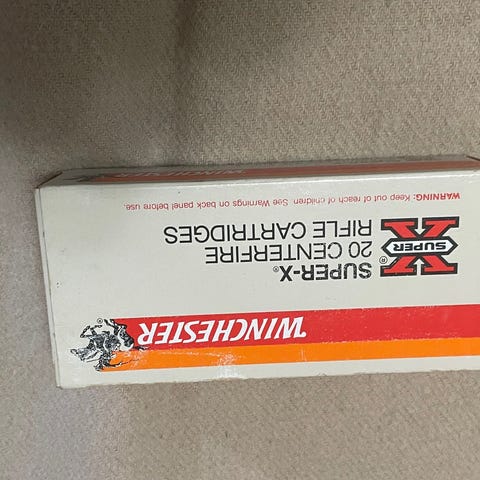 WINCHESTER
SUPER-X®
20 CENTERFIRE
RIFLE CARTRIDGES
X
SUPER
®
WARNING: Keep out of reach of children. See Warnings on back panel before use.
WINCHESTER